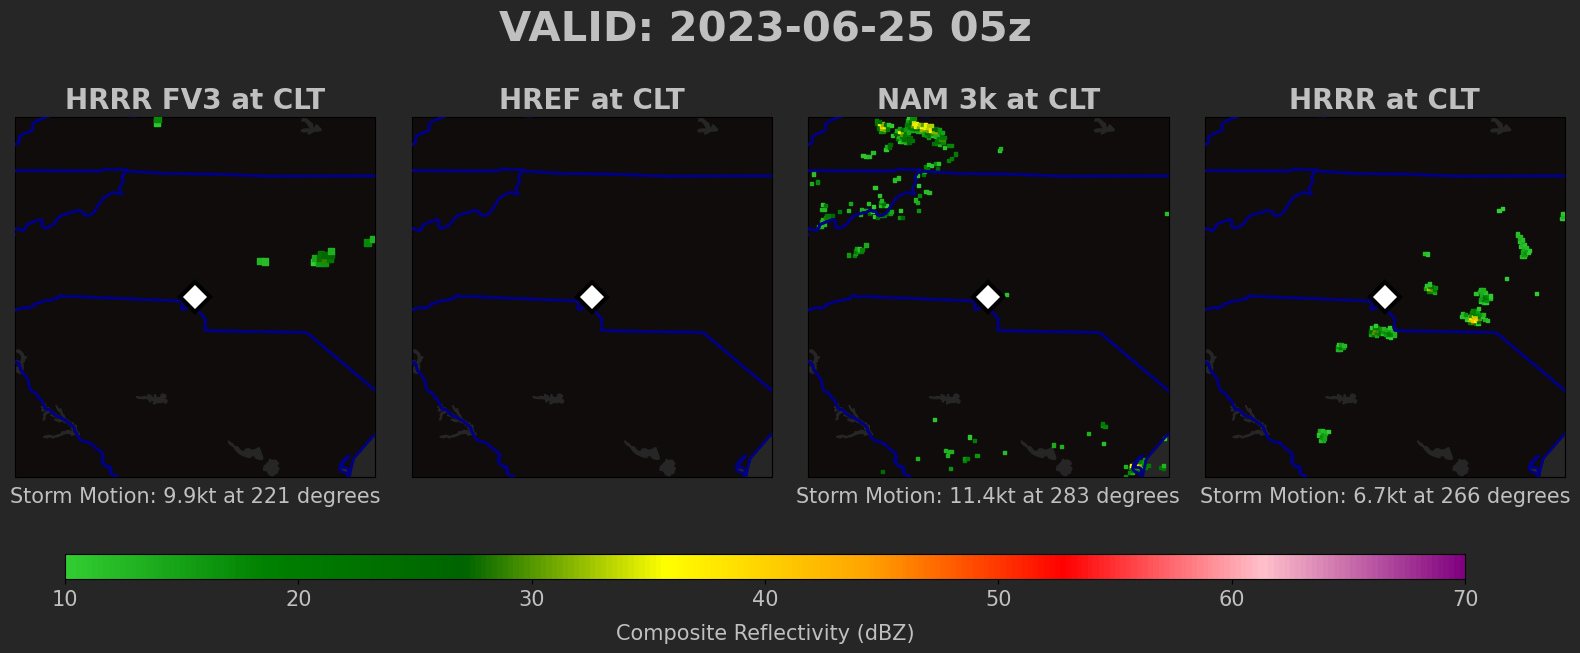 VALID: 2023-06-25 05z
HRRR FV3 at CLT
HREF at CLT
NAM 3k at CLT
HRRR at CLT
Storm Motion: 9.9kt at 221 degrees
Storm Motion: 11.4kt at 283 degrees
Storm Motion: 6.7kt at 266 degrees
10 20 30 40 50 60 70
Composite Reflectivity (dBZ)